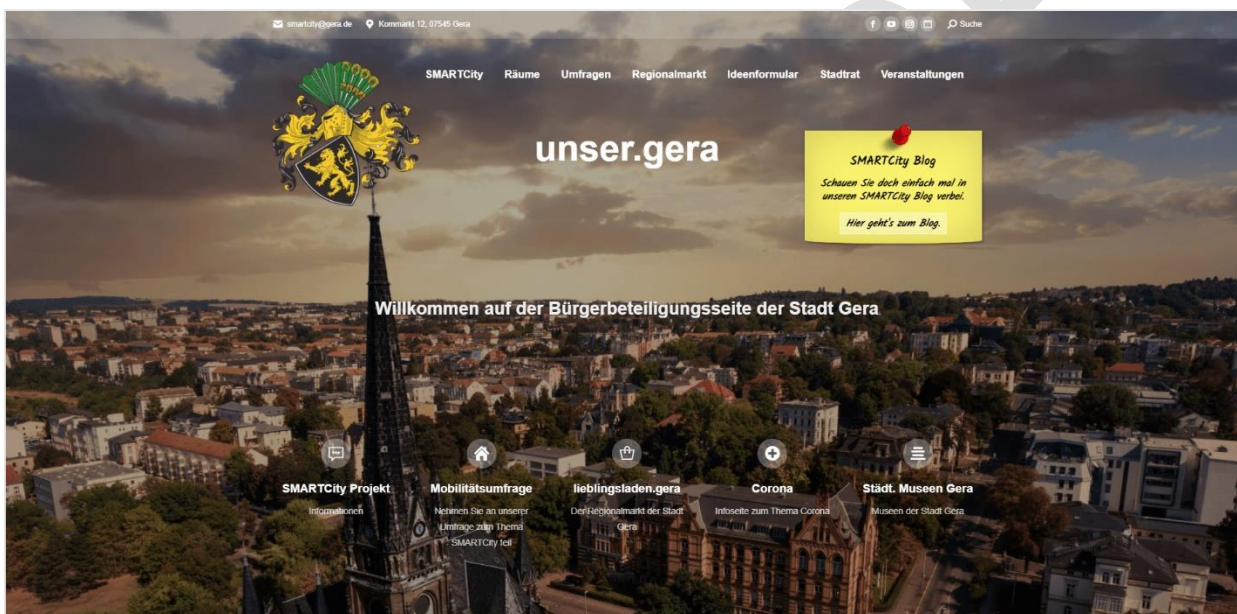 smartcity@gera.de Kornmarkt 12, 07545 Gera Suche
SMARTCity Räume Umfragen Regionalmarkt Ideenformular Stadtrat Veranstaltungen
unser.gera
SMARTCity Blog
Schauen Sie doch einfach mal in
unseren SMARTCity Blog verbei.
Hier geht's zum Blog.
Willkommen auf der Bürgerbeteiligungsseite der Stadt Gera
SMARTCity Projekt
Informationen
Mobilitätsumfrage
Nehmen Sie an unserer
Umfrage zum Thema
SMARTCity teil
lieblingsladen.gera
Der Regionalmarkt der Stadt
Gera
Corona
Infoseite zum Thema Corona
Städt. Museen Gera
Museen der Stadt Gera